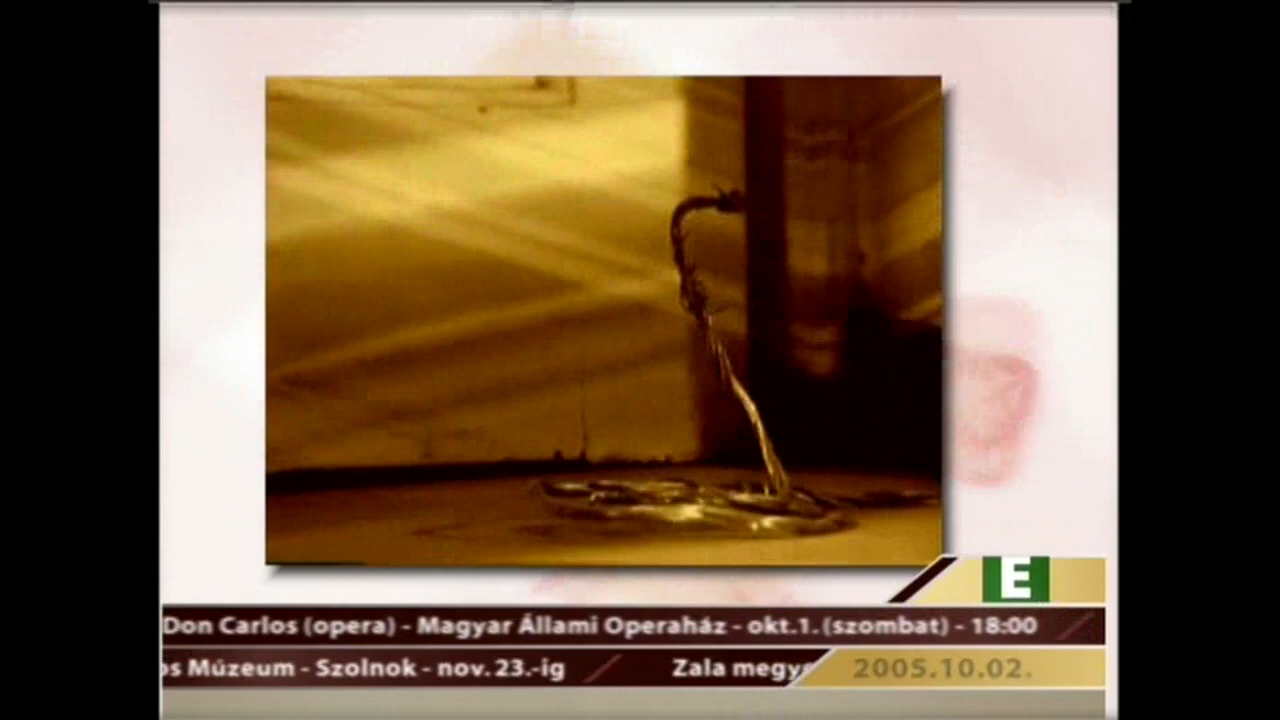 E
Don Carlos (opera) - Magyar Állami Operaház - okt.1. (szombat) - 18:00
Múzeum - Szolnok - nov.23.-ig Zala
2005.10.02.